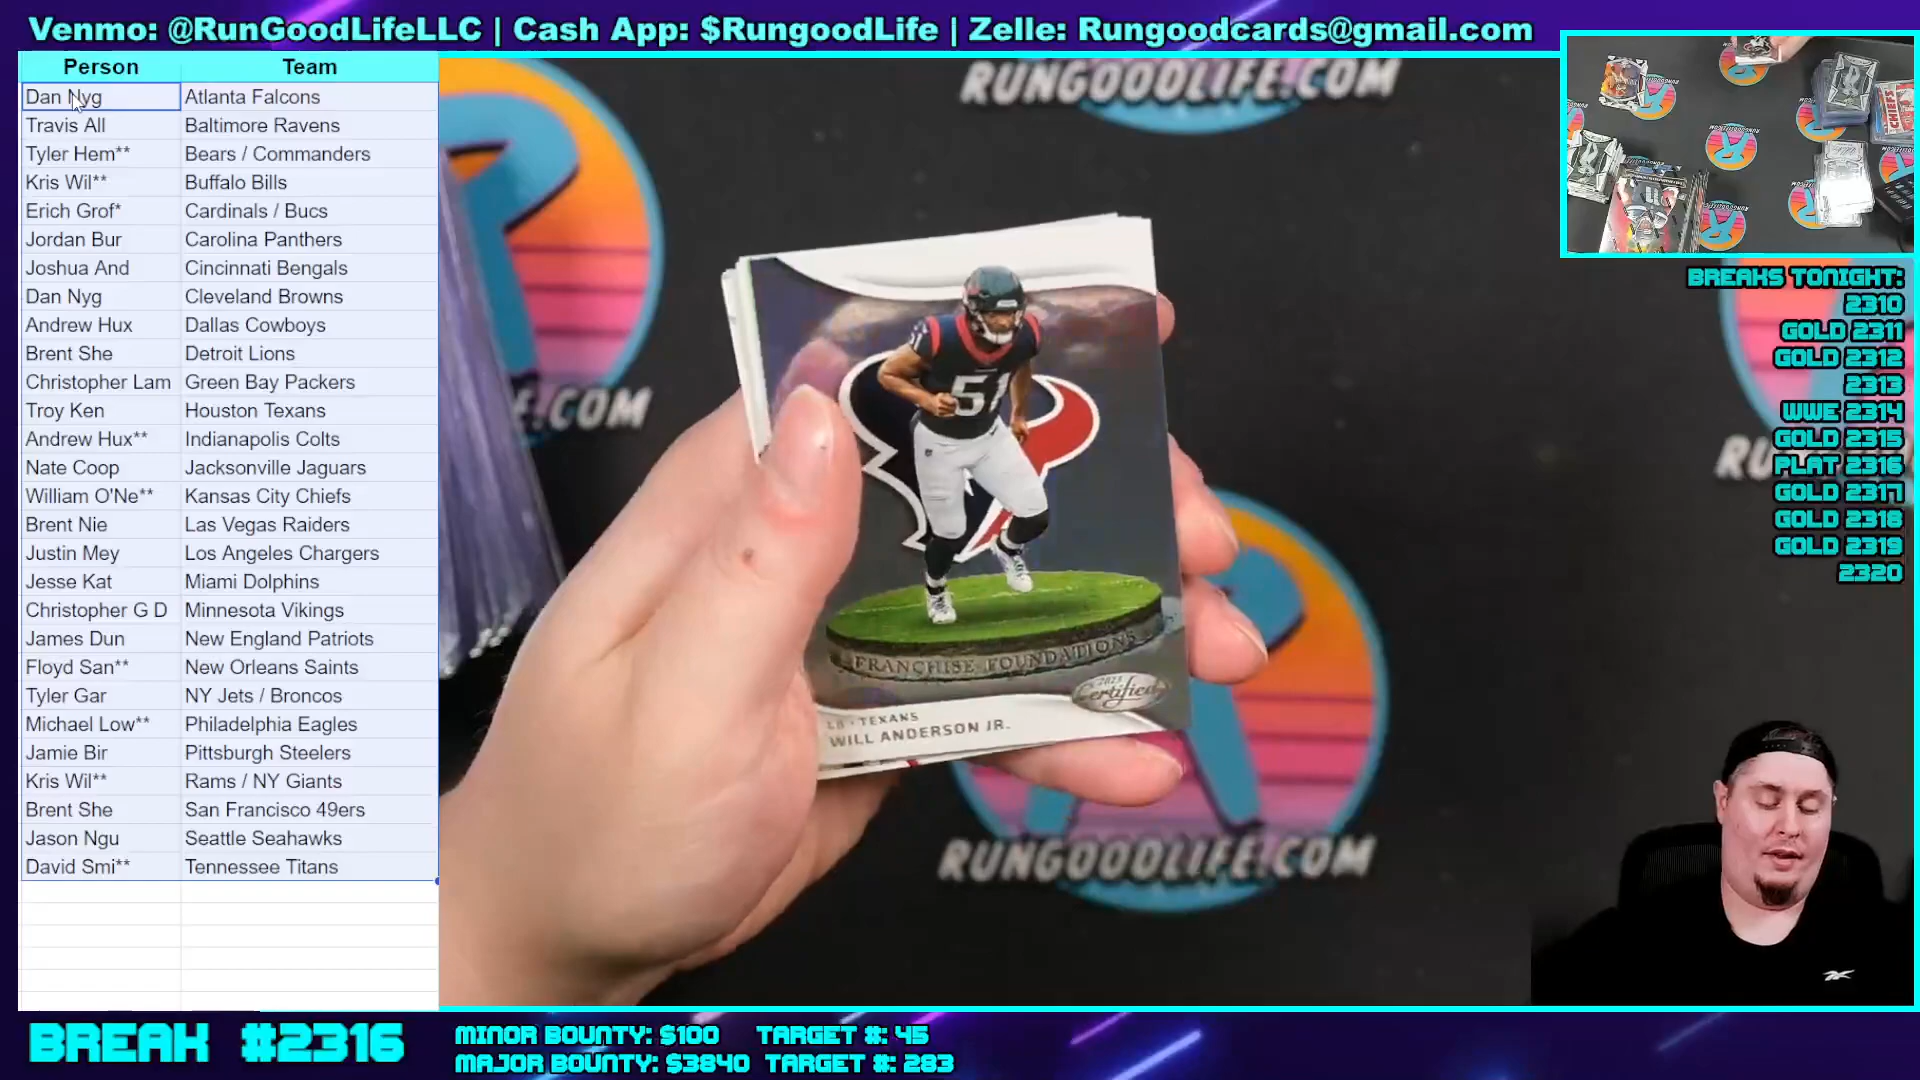 Venmo: @RunGoodLifeLLC | Cash App: $RungoodLife | Zelle: Rungoodcards@gmail.com
Person Team
Dan Nyg Atlanta Falcons
Travis All Baltimore Ravens
Tyler Hem** Bears / Commanders
Kris Wil** Buffalo Bills
Erich Grof* Cardinals / Bucs
Jordan Bur Carolina Panthers
Joshua And Cincinnati Bengals
Dan Nyg Cleveland Browns
Andrew Hux Dallas Cowboys
Brent She Detroit Lions
Christopher Lam Green Bay Packers
Troy Ken Houston Texans
Andrew Hux** Indianapolis Colts
Nate Coop Jacksonville Jaguars
William O'Ne** Kansas City Chiefs
Brent Nie Las Vegas Raiders
Justin Mey Los Angeles Chargers
Jesse Kat Miami Dolphins
Christopher G D Minnesota Vikings
James Dun New England Patriots
Floyd San** New Orleans Saints
Tyler Gar NY Jets / Broncos
Michael Low** Philadelphia Eagles
Jamie Bir Pittsburgh Steelers
Kris Wil** Rams / NY Giants
Brent She San Francisco 49ers
Jason Ngu Seattle Seahawks
David Smi** Tennessee Titans
RUNGOODLIFE.COM
E.COM
RU
51
FRANCHISE FOUNDATIONS
2023
Certified
LB · TEXANS
WILL ANDERSON JR.
RUNGOODLIFE.COM
CHIEFS
BREAKS TONIGHT:
2310
GOLD 2311
GOLD 2312
2313
WWE 2314
GOLD 2315
PLAT 2316
GOLD 2317
GOLD 2318
GOLD 2319
2320
BREAK #2316
MINOR BOUNTY: $100 TARGET #: 45
MAJOR BOUNTY: $3840 TARGET #: 283